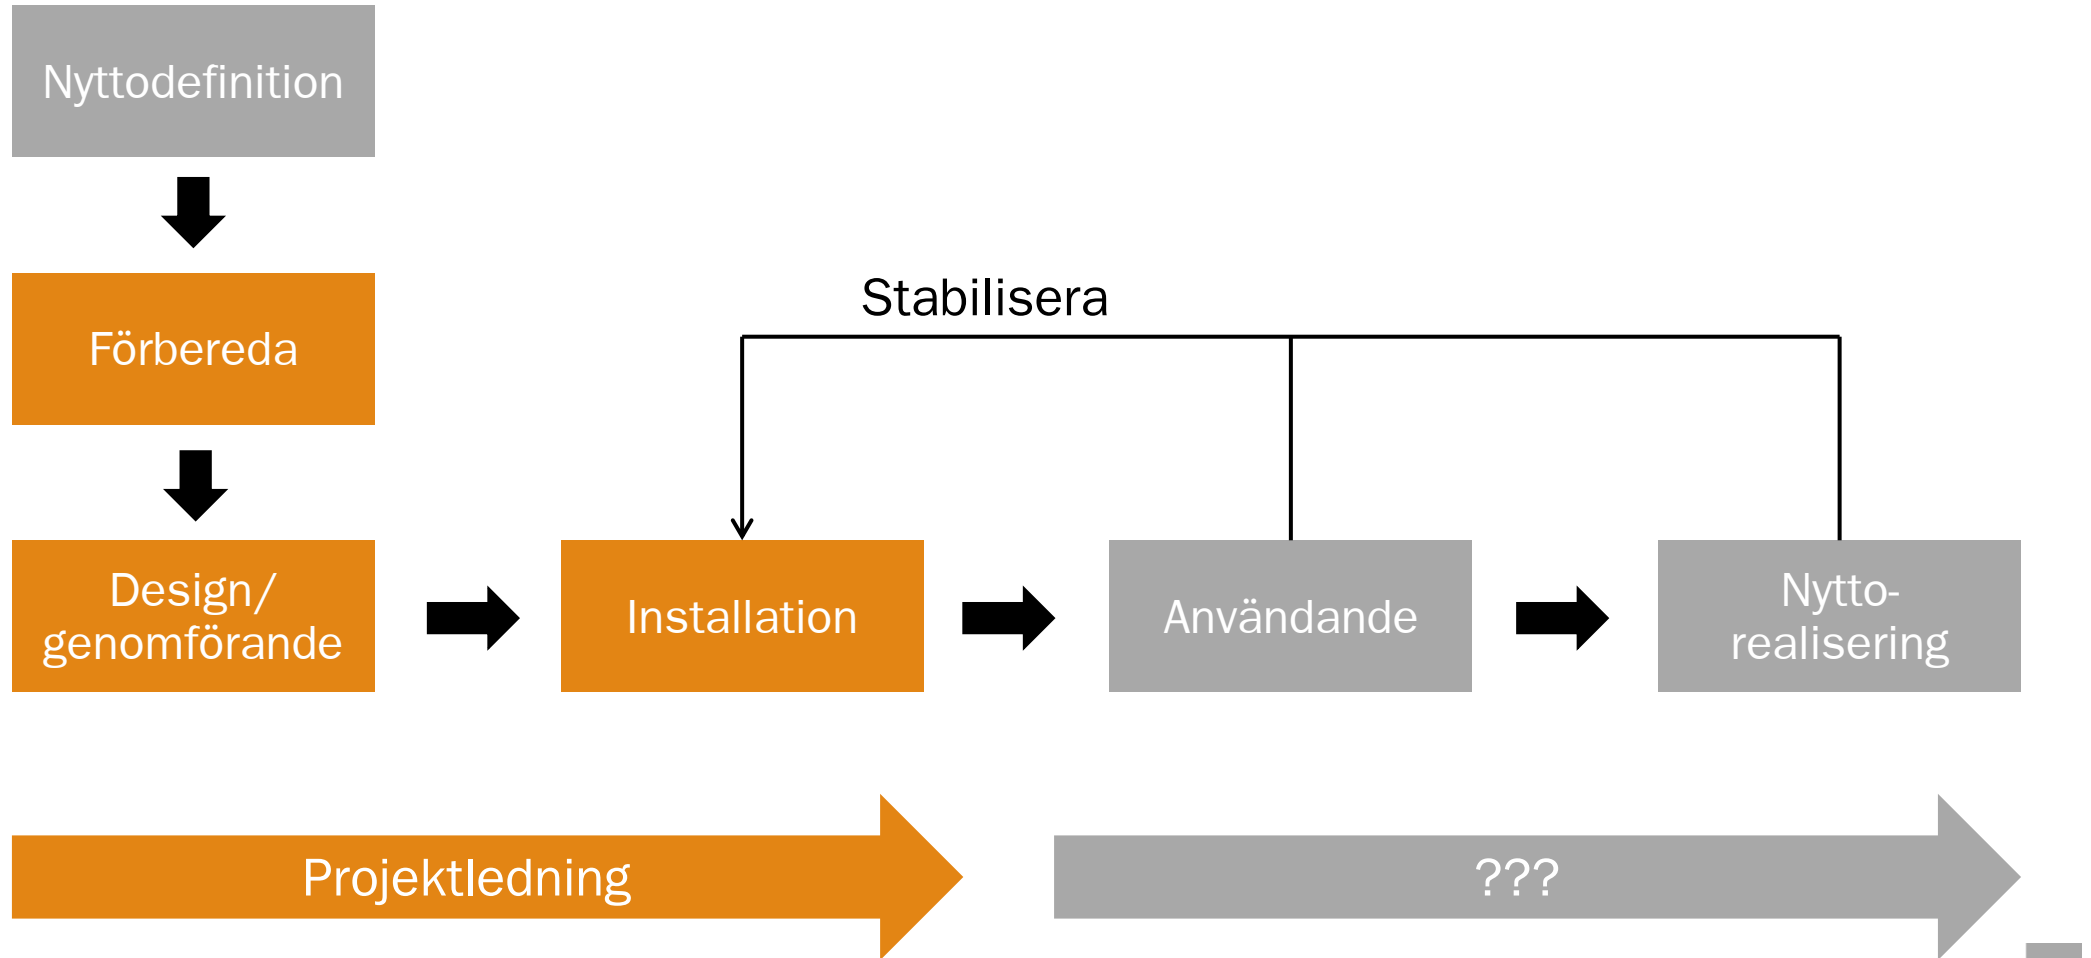 Nyttodefinition
Förbereda
Stabilisera
Design/
genomförande
Installation
Användande
Nytto-
realisering
Projektledning
???